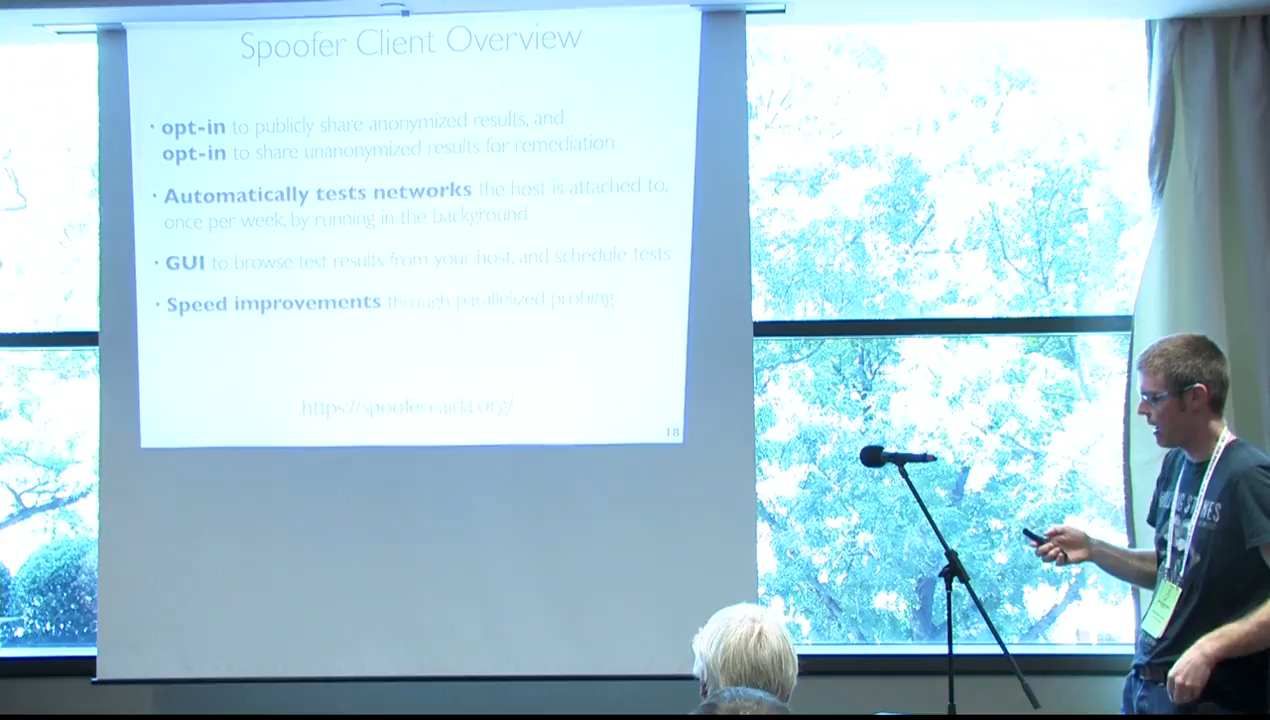 Spoofer Client Overview
· opt-in to publicly share anonymized results, and
opt-in to share unanonymized results for remediation
· Automatically tests networks the host is attached to,
once per week, by running in the background
· GUI to browse test results from your host, and schedule tests
· Speed improvements through parallelized probing
https://spoofer.caida.org/
18